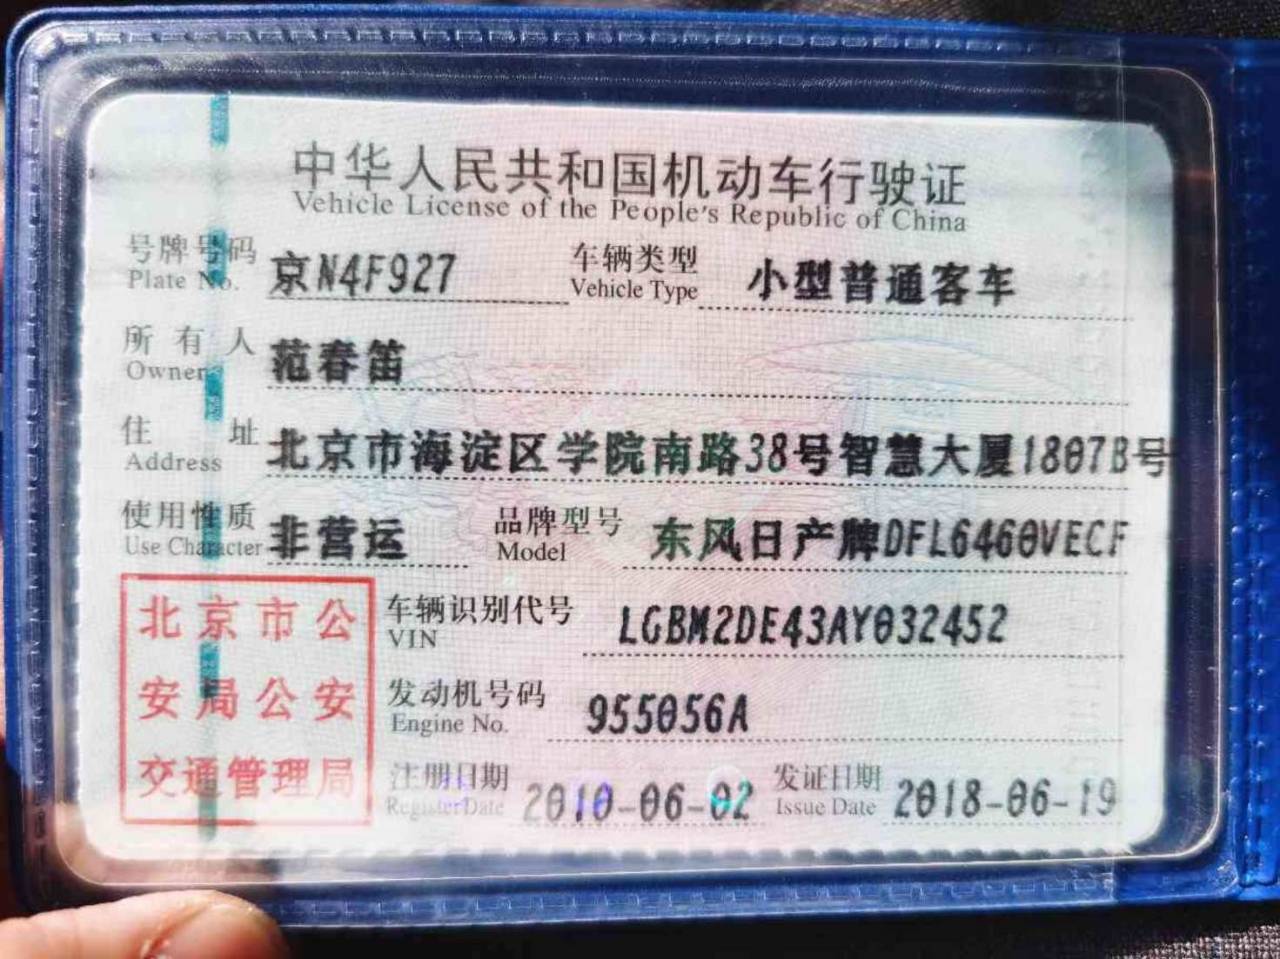 中华人民共和国机动车行驶证
Vehicle License of the People's Republic of China
号牌号码 京N4F927 车辆类型 小型普通客车
Plate No. Vehicle Type
所有人 范春笛
Owner
住址 北京市海淀区学院南路38号智慧大厦1807B号
Address
使用性质 非营运 品牌型号 东风日产牌DFL6460VECF
Use Character Model
北京市公
安局公安
交通管理局
车辆识别代号 LGBM2DE43AY032452
VIN
发动机号码 955056A
Engine No.
注册日期 2010-06-02 发证日期 2018-06-19
Register Date Issue Date